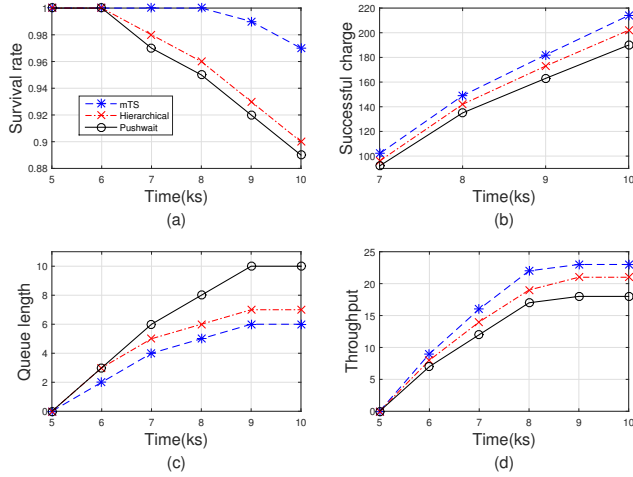 Survival rate
1
0.98
0.96
0.94
0.92
0.9
0.88
mTS
Hierarchical
Pushwait
5 6 7 8 9 10
Time(ks)
(a)
Successful charge
220
200
180
160
140
120
100
7 8 9 10
Time(ks)
(b)
Queue length
10
8
6
4
2
0
5 6 7 8 9 10
Time(ks)
(c)
Throughput
25
20
15
10
5
0
5 6 7 8 9 10
Time(ks)
(d)